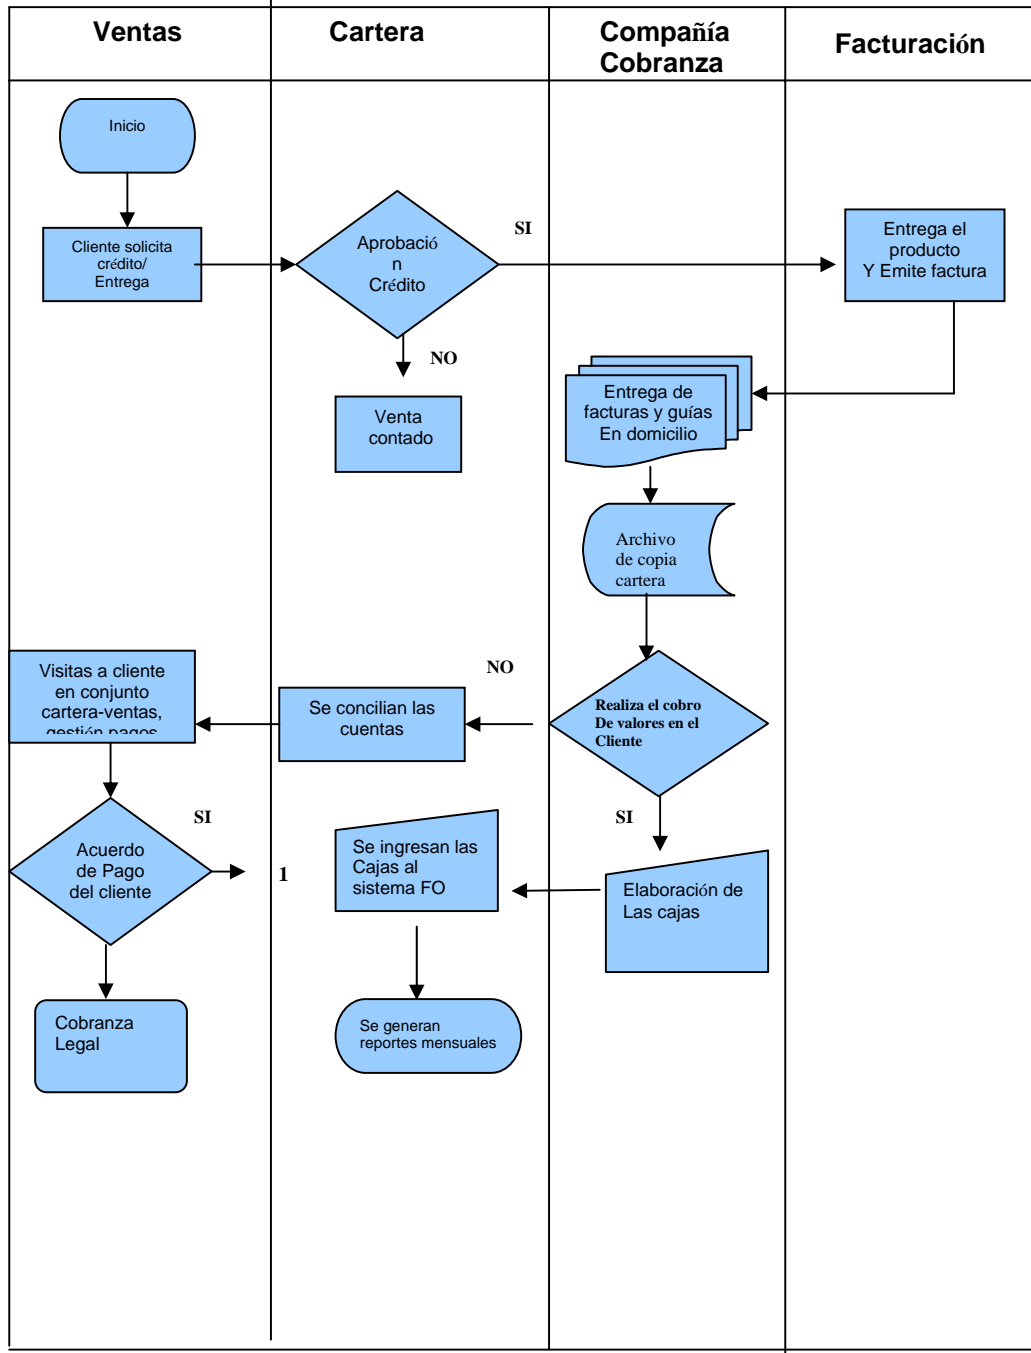 Ventas
Cartera
Compañía
Cobranza
Facturación
Inicio
Cliente solicita
crédito/
Entrega
Aprobació
n
Crédito
SI
Entrega el
producto
Y Emite factura
NO
Venta
contado
Entrega de
facturas y guías
En domicilio
Archivo
de copia
cartera
Visitas a cliente
en conjunto
cartera-ventas,
gestión pagos
Se concilian las
cuentas
NO
Realiza el cobro
De valores en el
Cliente
SI
Acuerdo
de Pago
del cliente
SI
1
Se ingresan las
Cajas al
sistema FO
Elaboración de
Las cajas
Cobranza
Legal
Se generan
reportes mensuales